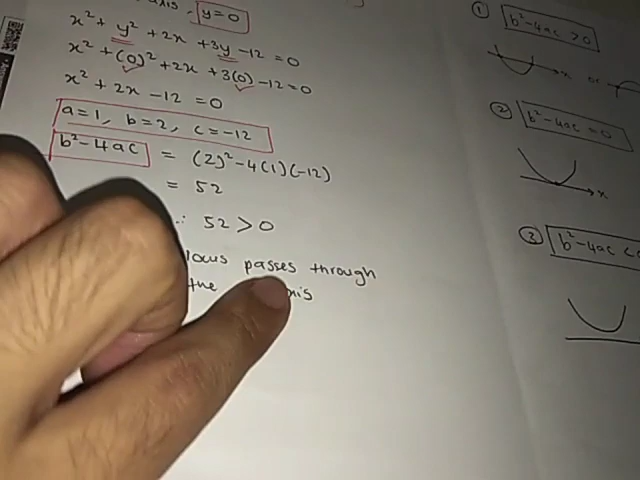 axis, y=0
x² + y² + 2x + 3y - 12 = 0
x² + (0)² + 2x + 3(0) - 12 = 0
x² + 2x - 12 = 0
a = 1, b = 2, c = -12
b² - 4ac = (2)² - 4(1)(-12)
= 52
∴ 52 > 0
locus passes through
the
① b² - 4ac > 0
x or
② b² - 4ac = 0
x
③ b² - 4ac <